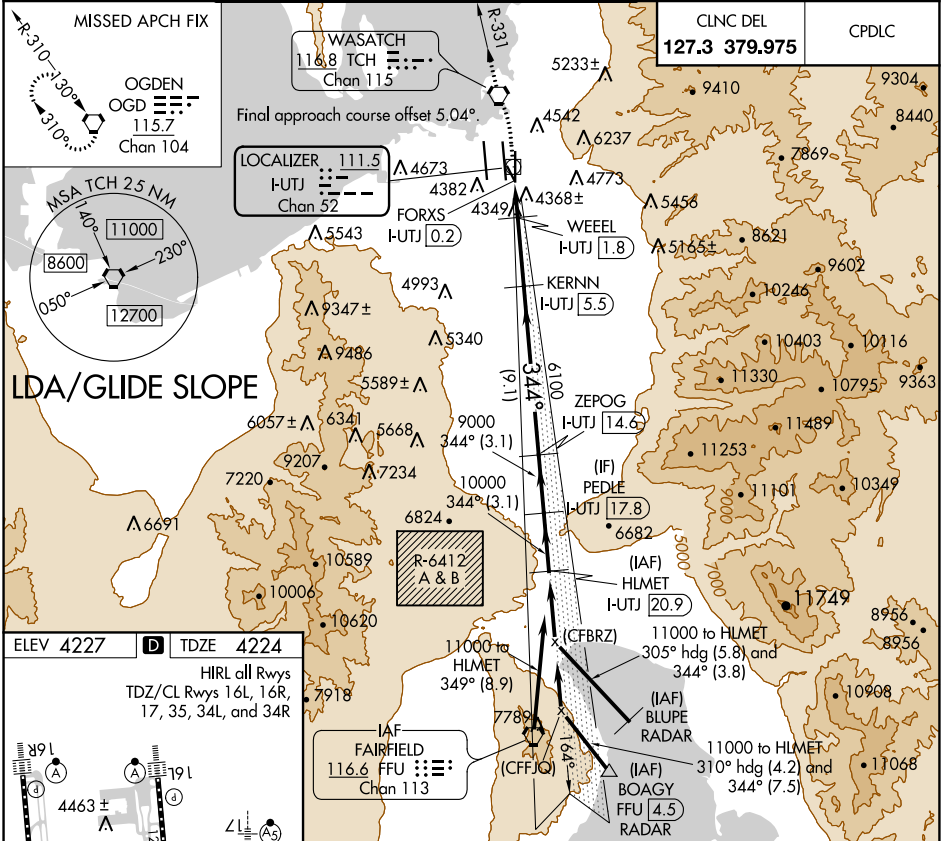 MISSED APCH FIX
R-310
130°
310°
OGDEN
OGD
115.7
Chan 104
WASATCH
116.8 TCH
Chan 115
R-331
CLNC DEL
127.3 379.975
CPDLC
Final approach course offset 5.04°.
LOCALIZER 111.5
I-UTJ
Chan 52
MSA TCH 25 NM
140°
11000
230°
8600
050°
12700
5233±
9410
9304
8440
4542
6237
7869
4673
4382
4773
4349
4368±
5456
FORXS
I-UTJ 0.2
WEEEL
I-UTJ 1.8
5165±
8621
5543
4993
KERNN
I-UTJ 5.5
9602
10246
9347±
5340
10403
10116
9486
LDA/GLIDE SLOPE
5589±
344°
6100
(9.1)
11330
10795
9363
ZEPOG
I-UTJ 14.6
6057±
6341
5668
9000
344° (3.1)
11489
11253
9207
7234
7220
10000
344° (3.1)
(IF)
PEDLE
I-UTJ 17.8
11101
10349
9000
6691
6824
6682
5000
7000
R-6412
A & B
10589
(IAF)
HLMET
I-UTJ 20.9
10006
11749
10620
8956
8956
(CFBRZ)
11000 to HLMET
305° hdg (5.8) and
344° (3.8)
11000 to
HLMET
349° (8.9)
(IAF)
BLUPE
RADAR
7918
10908
7789
IAF
FAIRFIELD
116.6 FFU
Chan 113
(CFFJQ)
164°
11000 to HLMET
310° hdg (4.2) and
344° (7.5)
(IAF)
BOAGY
FFU 4.5
RADAR
11068
ELEV 4227
D
TDZE 4224
HIRL all Rwys
TDZ/CL Rwys 16L, 16R,
17, 35, 34L, and 34R
16R
A
A
16L
P
P
4463 ±
12
17
A5